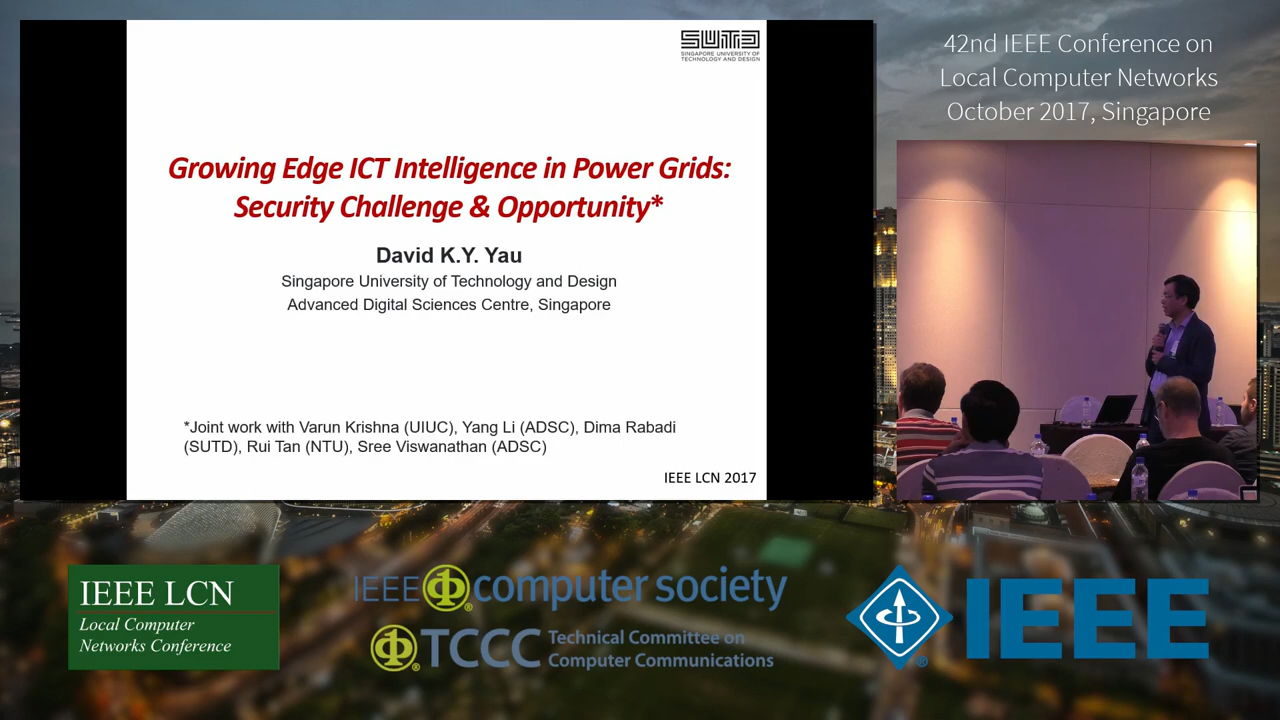 SUTD
SINGAPORE UNIVERSITY OF
TECHNOLOGY AND DESIGN
Growing Edge ICT Intelligence in Power Grids:
Security Challenge & Opportunity*
David K.Y. Yau
Singapore University of Technology and Design
Advanced Digital Sciences Centre, Singapore
*Joint work with Varun Krishna (UIUC), Yang Li (ADSC), Dima Rabadi
(SUTD), Rui Tan (NTU), Sree Viswanathan (ADSC)
IEEE LCN 2017
42nd IEEE Conference on
Local Computer Networks
October 2017, Singapore
IEEE LCN
Local Computer
Networks Conference
IEEE computer society
TCCC Technical Committee on
Computer Communications
IEEE